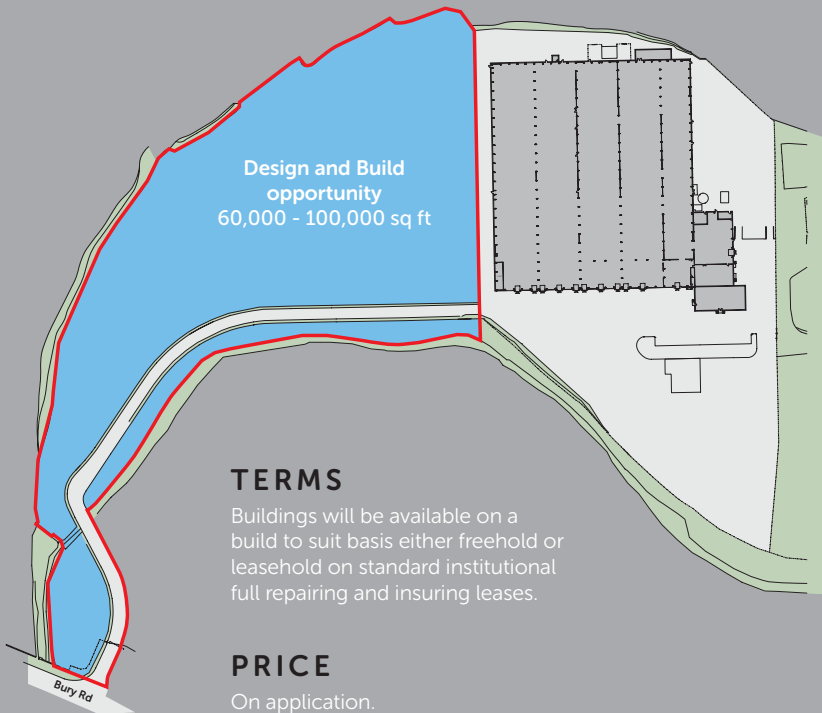 Design and Build
opportunity
60,000 - 100,000 sq ft
TERMS
Buildings will be available on a
build to suit basis either freehold or
leasehold on standard institutional
full repairing and insuring leases.
PRICE
On application.
Bury Rd